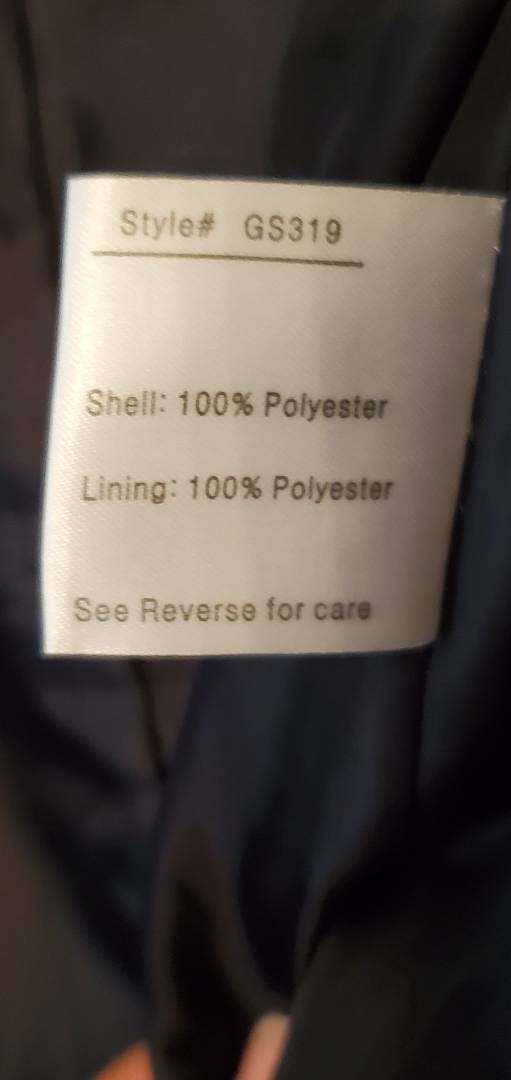 Style# GS319
Shell: 100% Polyester
Lining: 100% Polyester
See Reverse for care